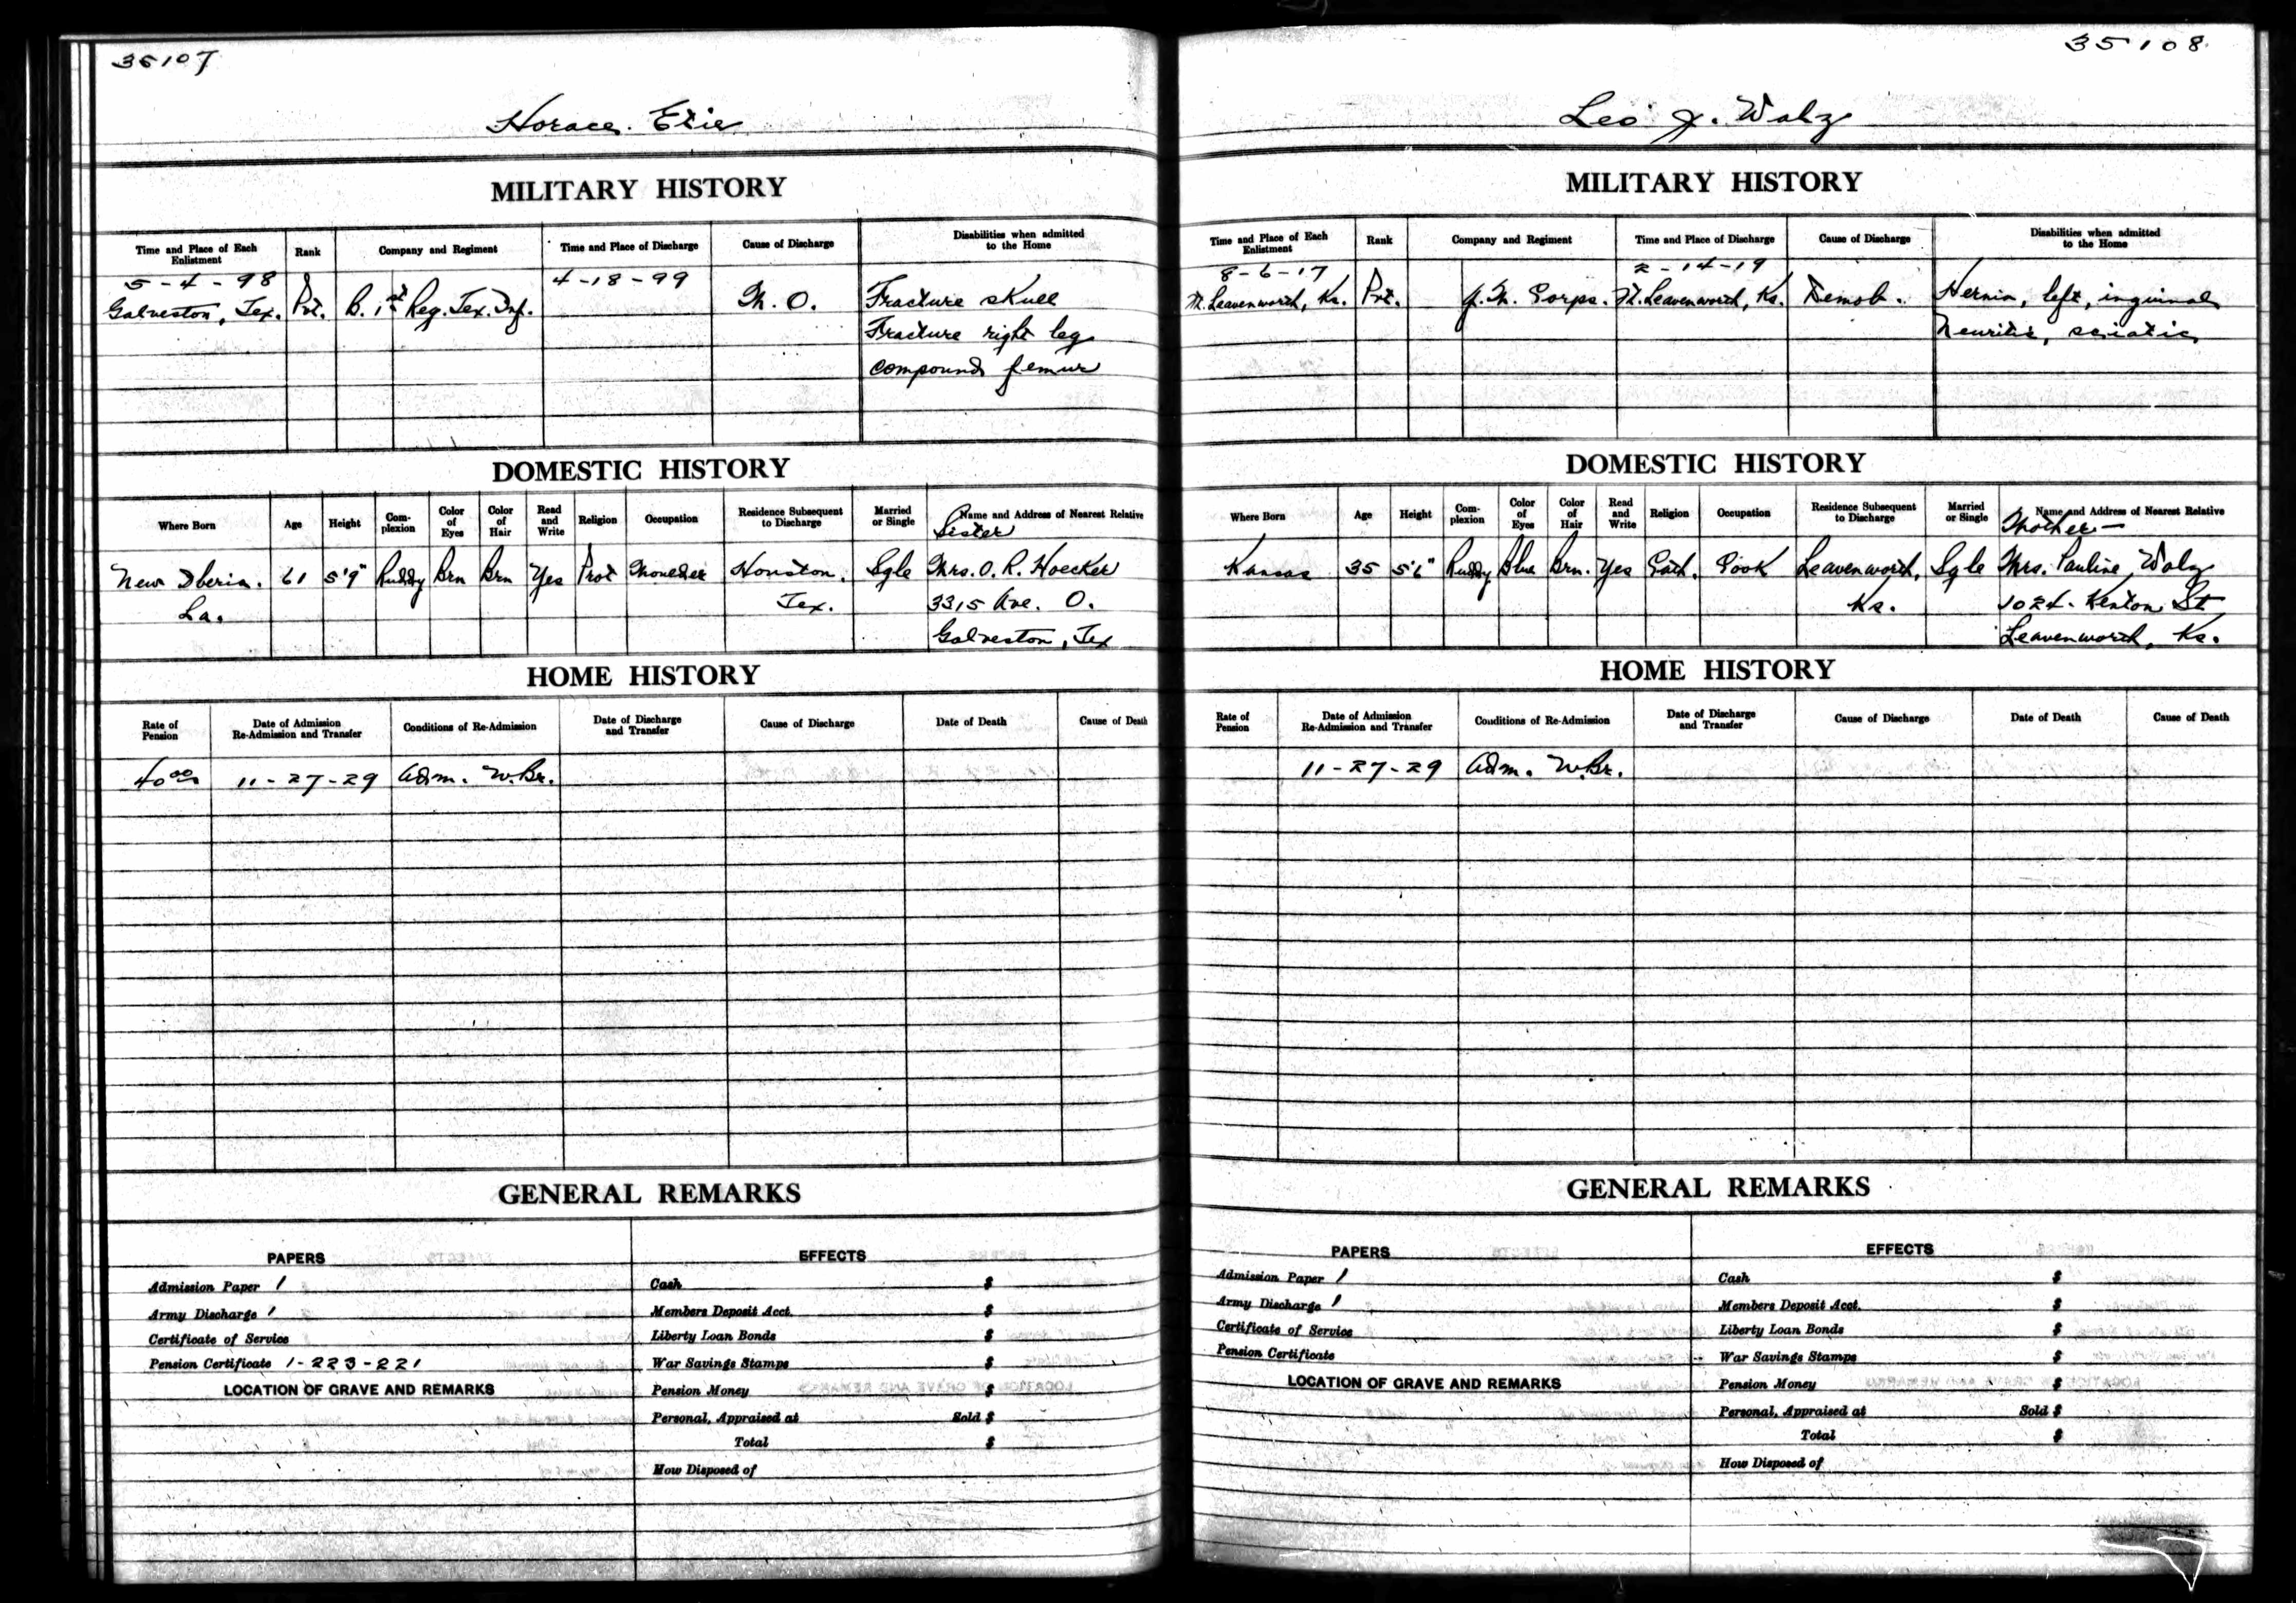 35107
Horace Etie
MILITARY HISTORY
Time and Place of Each Enlistment
Rank
Company and Regiment
Time and Place of Discharge
Cause of Discharge
Disabilities when admitted to the Home
5-4-98
Galveston, Tex.
Pvt.
B. 1st Reg. Tex. Inf.
4-18-99
M. O.
Fracture skull
Fracture right leg
compound femur
DOMESTIC HISTORY
Where Born
Age
Height
Complexion
Color of Eyes
Color of Hair
Read and Write
Religion
Occupation
Residence Subsequent to Discharge
Married or Single
Name and Address of Nearest Relative
Sister
New Iberia.
La.
61
5'9"
Ruddy
Brn
Brn
Yes
Prot
Moulder
Houston,
Tex.
Sgle
Mrs. O. R. Hoecker
3315 Ave. O.
Galveston, Tex
HOME HISTORY
Rate of Pension
Date of Admission Re-Admission and Transfer
Conditions of Re-Admission
Date of Discharge and Transfer
Cause of Discharge
Date of Death
Cause of Death
40 00
11-27-29
Adm. W.Br.
GENERAL REMARKS
PAPERS
Admission Paper 1
Army Discharge 1
Certificate of Service
Pension Certificate 1-223-221
LOCATION OF GRAVE AND REMARKS
EFFECTS
Cash $
Members Deposit Acct. $
Liberty Loan Bonds $
War Savings Stamps $
Pension Money $
Personal, Appraised at Sold $
Total $
How Disposed of
35108
Leo J. Walz
MILITARY HISTORY
Time and Place of Each Enlistment
Rank
Company and Regiment
Time and Place of Discharge
Cause of Discharge
Disabilities when admitted to the Home
8-6-17
Ft. Leavenworth, Ks.
Pvt.
Q. M. Corps.
2-14-19
Ft. Leavenworth, Ks.
Demob.
Hernia, left, inguinal
Neuritis, sciatic
DOMESTIC HISTORY
Where Born
Age
Height
Complexion
Color of Eyes
Color of Hair
Read and Write
Religion
Occupation
Residence Subsequent to Discharge
Married or Single
Name and Address of Nearest Relative
Mother-
Kansas
35
5'6"
Ruddy
Blue
Brn.
Yes
Cath.
Cook
Leavenworth,
Ks.
Sgle
Mrs. Pauline Walz
1024- Kenton St
Leavenworth, Ks.
HOME HISTORY
Rate of Pension
Date of Admission Re-Admission and Transfer
Conditions of Re-Admission
Date of Discharge and Transfer
Cause of Discharge
Date of Death
Cause of Death
11-27-29
Adm. W.Br.
GENERAL REMARKS
PAPERS
Admission Paper 1
Army Discharge 1
Certificate of Service
Pension Certificate
LOCATION OF GRAVE AND REMARKS
EFFECTS
Cash $
Members Deposit Acct. $
Liberty Loan Bonds $
War Savings Stamps $
Pension Money $
Personal, Appraised at Sold $
Total $
How Disposed of